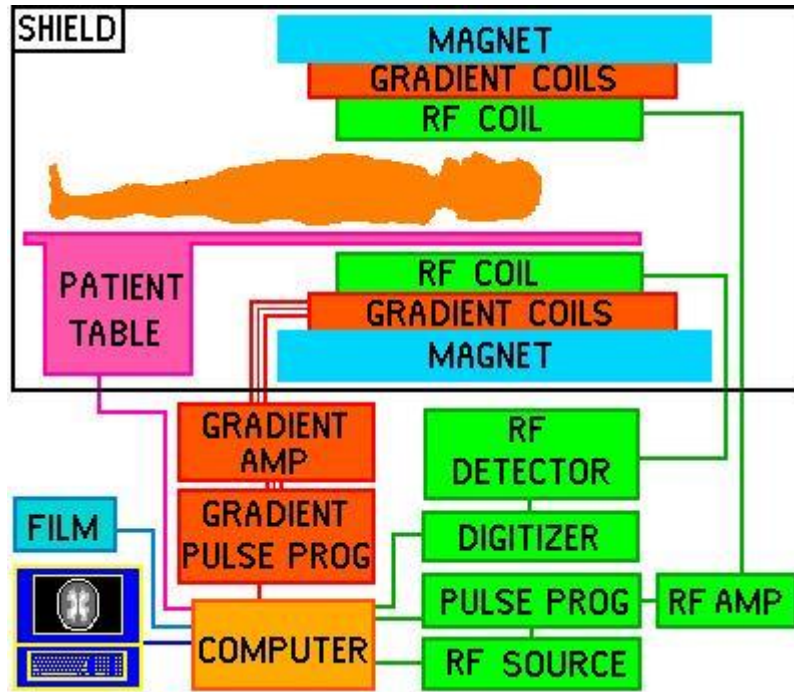 SHIELD
MAGNET
GRADIENT COILS
RF COIL
RF COIL
GRADIENT COILS
MAGNET
PATIENT
TABLE
GRADIENT
AMP
GRADIENT
PULSE PROG
RF
DETECTOR
DIGITIZER
FILM
PULSE PROG
RF AMP
COMPUTER
RF SOURCE